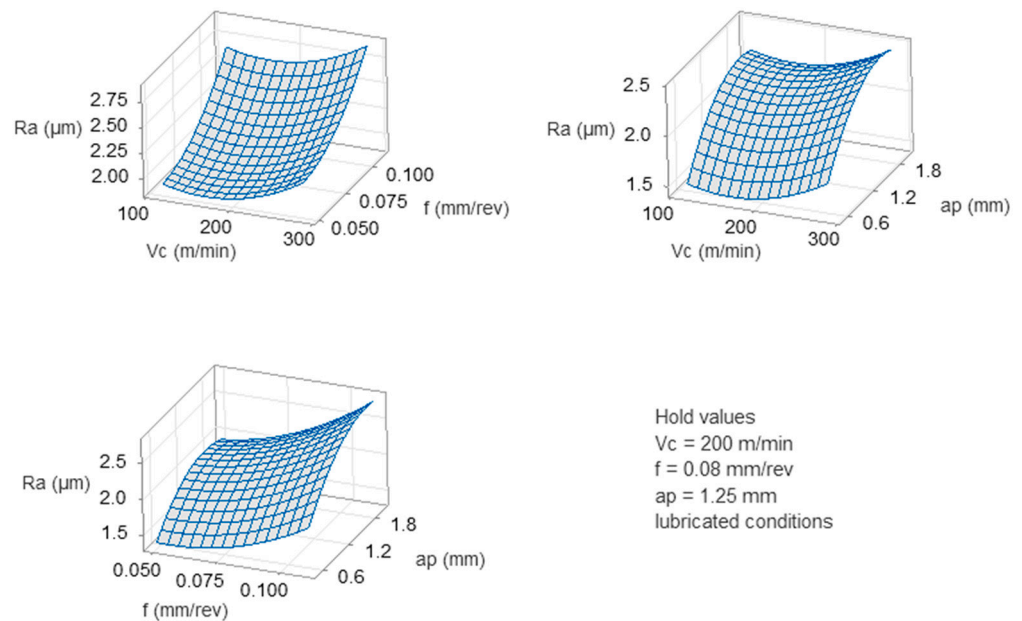 2.75
2.50
Ra (µm)
2.25
2.00
100
200
300
Vc (m/min)
0.100
0.075
f (mm/rev)
0.050
2.5
Ra (µm)
2.0
1.5
100
200
300
Vc (m/min)
1.8
1.2
ap (mm)
0.6
2.5
Ra (µm)
2.0
1.5
0.050
0.075
0.100
f (mm/rev)
1.8
1.2
ap (mm)
0.6
Hold values
Vc = 200 m/min
f = 0.08 mm/rev
ap = 1.25 mm
lubricated conditions